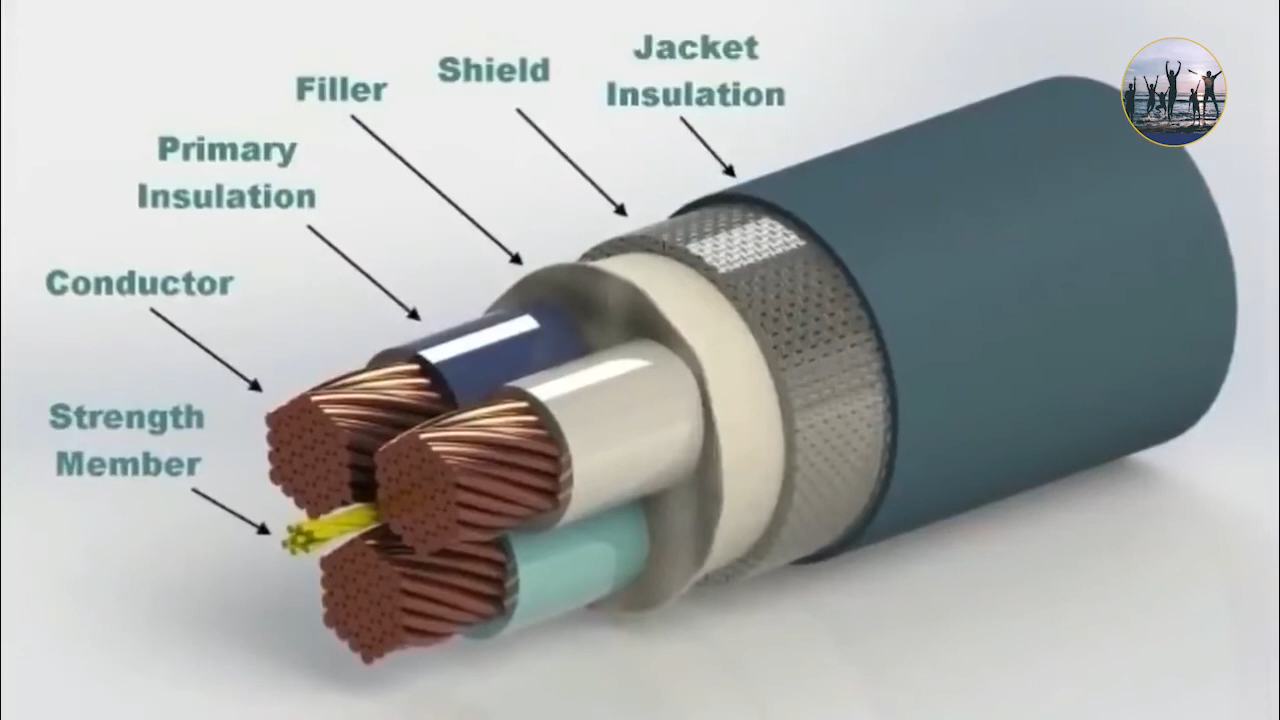 Jacket
Insulation
Shield
Filler
Primary
Insulation
Conductor
Strength
Member